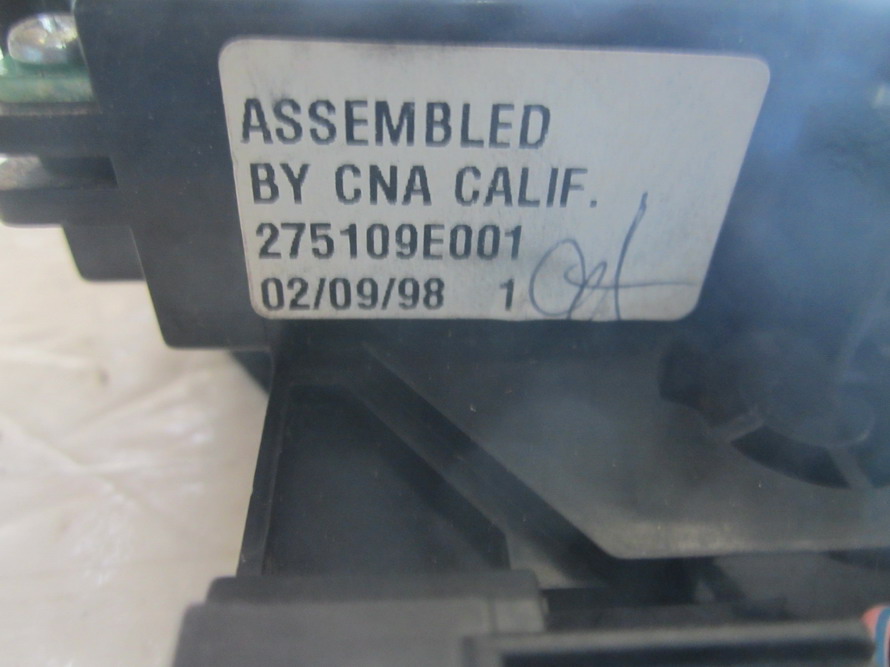 ASSEMBLED
BY CNA CALIF.
275109E001
02/09/98 1